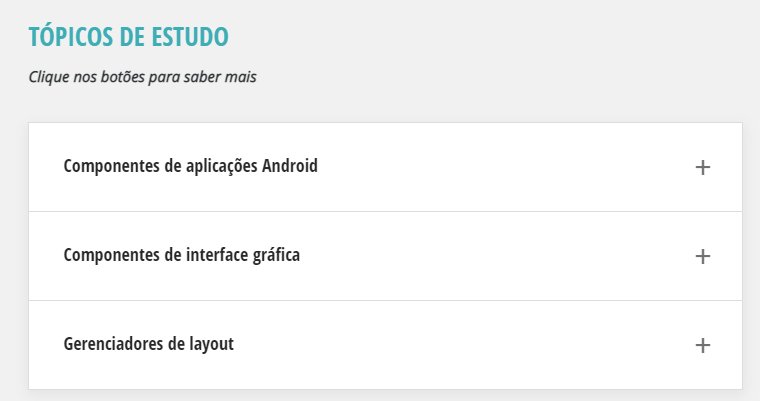 TÓPICOS DE ESTUDO
Clique nos botões para saber mais
Componentes de aplicações Android
Componentes de interface gráfica
Gerenciadores de layout